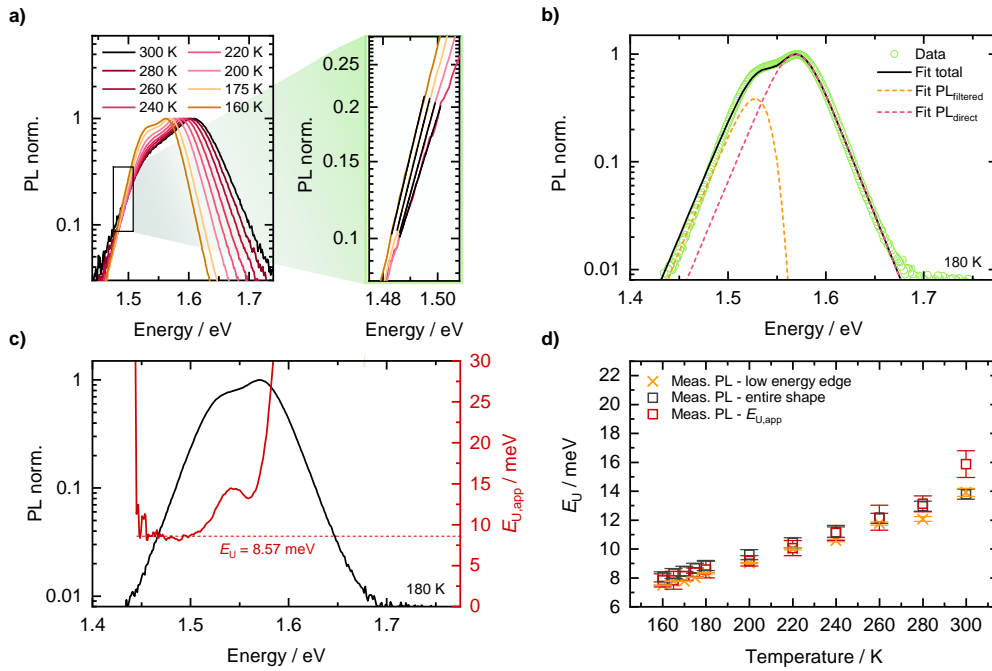 a)
300 K 220 K
280 K 200 K
260 K 175 K
240 K 160 K
PL norm.
1
0.1
1.5 1.6 1.7
Energy / eV
PL norm.
0.25
0.2
0.15
0.1
1.48 1.50
Energy / eV
b)
Data
Fit total
Fit PLfiltered
Fit PLdirect
PL norm.
1
0.1
0.01
180 K
1.4 1.5 1.6 1.7
Energy / eV
c)
PL norm.
1
0.1
0.01
EU = 8.57 meV
180 K
30
25
20
15
10
5
0
EU,app / meV
1.4 1.5 1.6 1.7
Energy / eV
d)
Meas. PL - low energy edge
Meas. PL - entire shape
Meas. PL - EU,app
EU / meV
22
20
18
16
14
12
10
8
6
160 180 200 220 240 260 280 300
Temperature / K